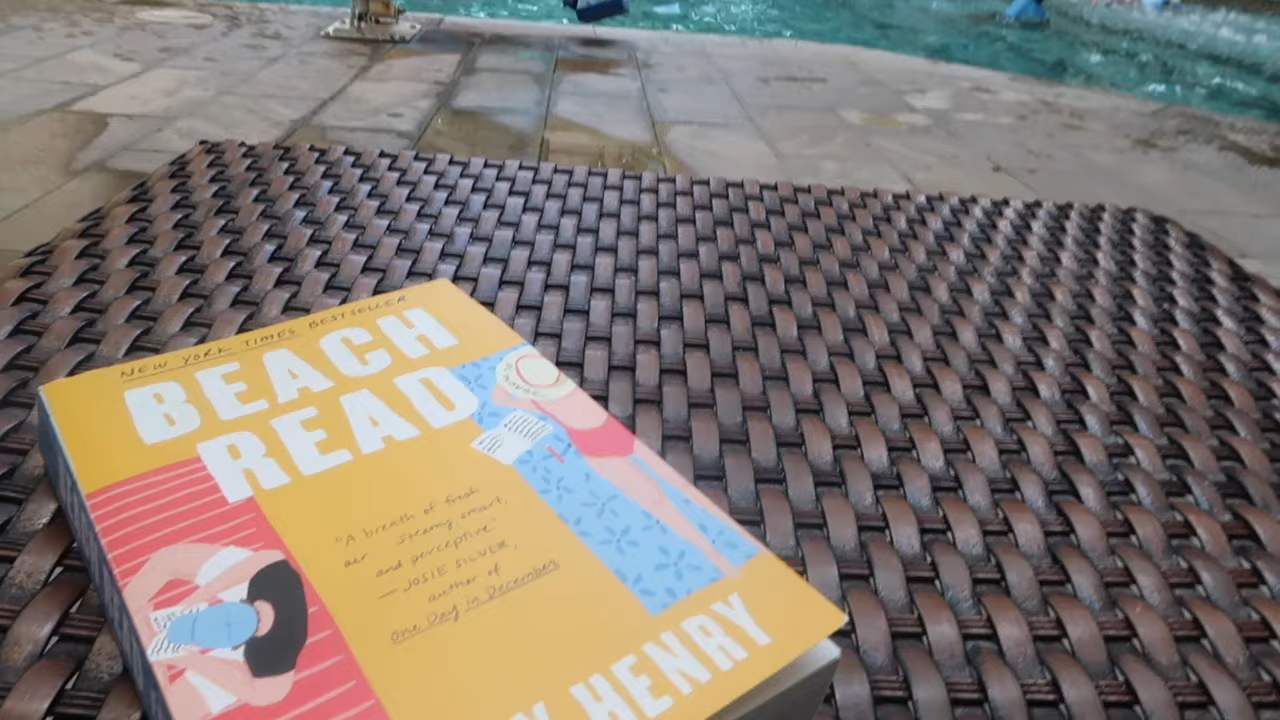 NEW YORK TIMES BESTSELLER
BEACH
READ
"A breath of fresh
air steamy, smart,
and perceptive"
— JOSIE SILVER,
author of
One Day in December
Y HENRY